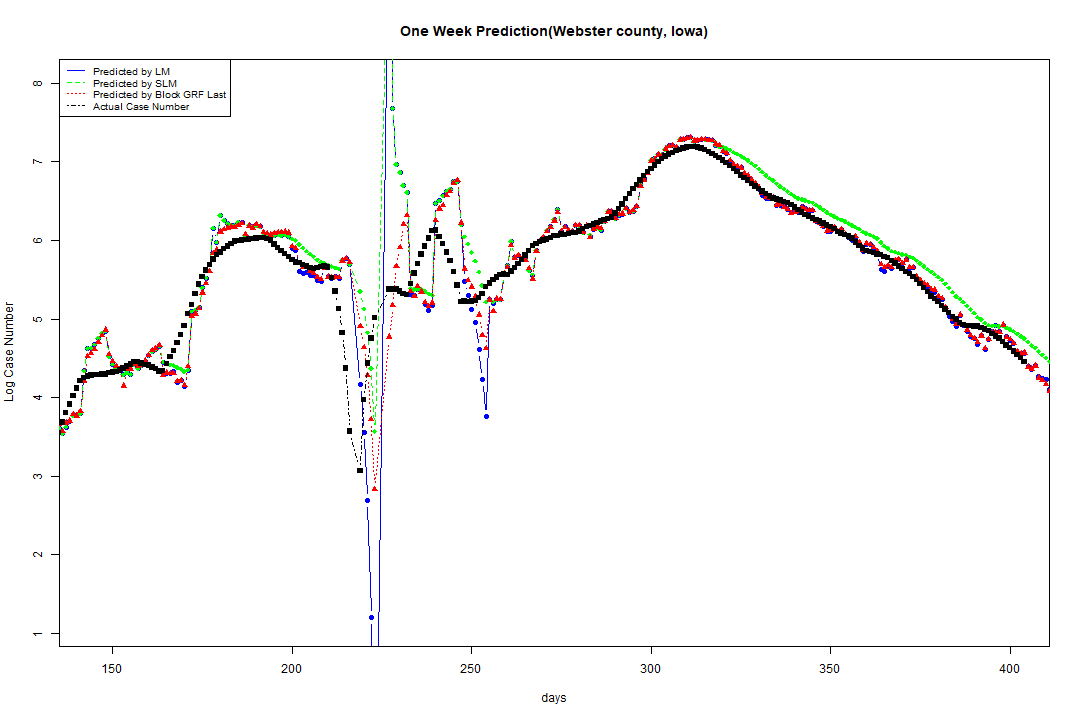 One Week Prediction(Webster county, Iowa)
Predicted by LM
Predicted by SLM
Predicted by Block GRF Last
Actual Case Number
Log Case Number
8
7
6
5
4
3
2
1
150 200 250 300 350 400
days